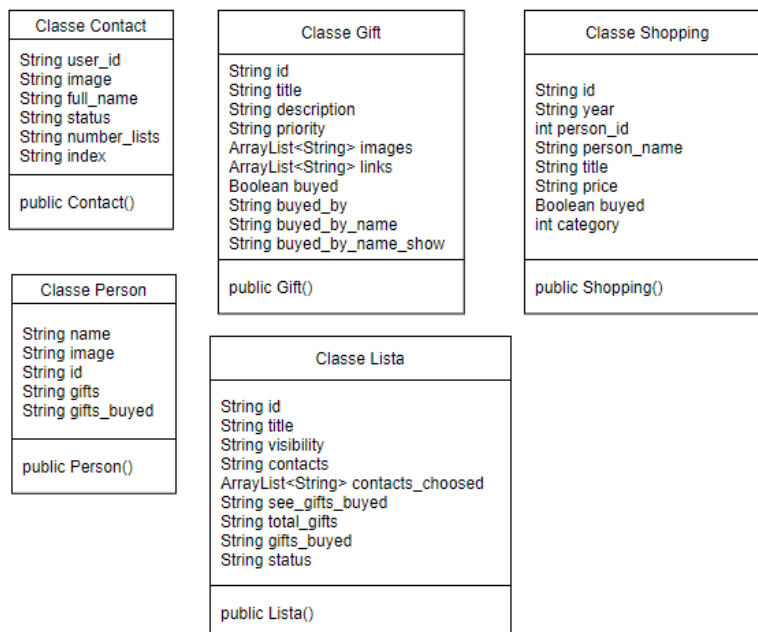 Classe Contact
String user_id
String image
String full_name
String status
String number_lists
String index
public Contact()
Classe Gift
String id
String title
String description
String priority
ArrayList<String> images
ArrayList<String> links
Boolean buyed
String buyed_by
String buyed_by_name
String buyed_by_name_show
public Gift()
Classe Shopping
String id
String year
int person_id
String person_name
String title
String price
Boolean buyed
int category
public Shopping()
Classe Person
String name
String image
String id
String gifts
String gifts_buyed
public Person()
Classe Lista
String id
String title
String visibility
String contacts
ArrayList<String> contacts_choosed
String see_gifts_buyed
String total_gifts
String gifts_buyed
String status
public Lista()